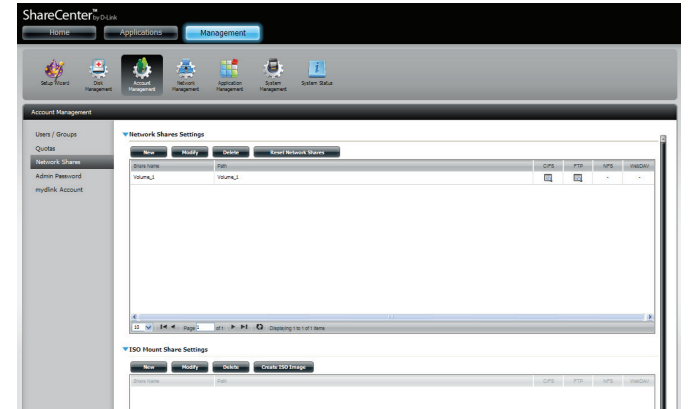 ShareCenter™ by D-Link
Home Applications Management
Setup Wizard Disk Management Account Management Network Management Application Management System Management System Status
Account Management
Users / Groups
Quotas
Network Shares
Admin Password
mydlink Account
Network Shares Settings
New Modify Delete Reset Network Shares
Share Name Path CIFS FTP NFS WebDAV
Volume_1 Volume_1 - -
10 Page 1 of 1 Displaying 1 to 1 of 1 items
ISO Mount Share Settings
New Modify Delete Create ISO Image
Share Name Path CIFS FTP NFS WebDAV